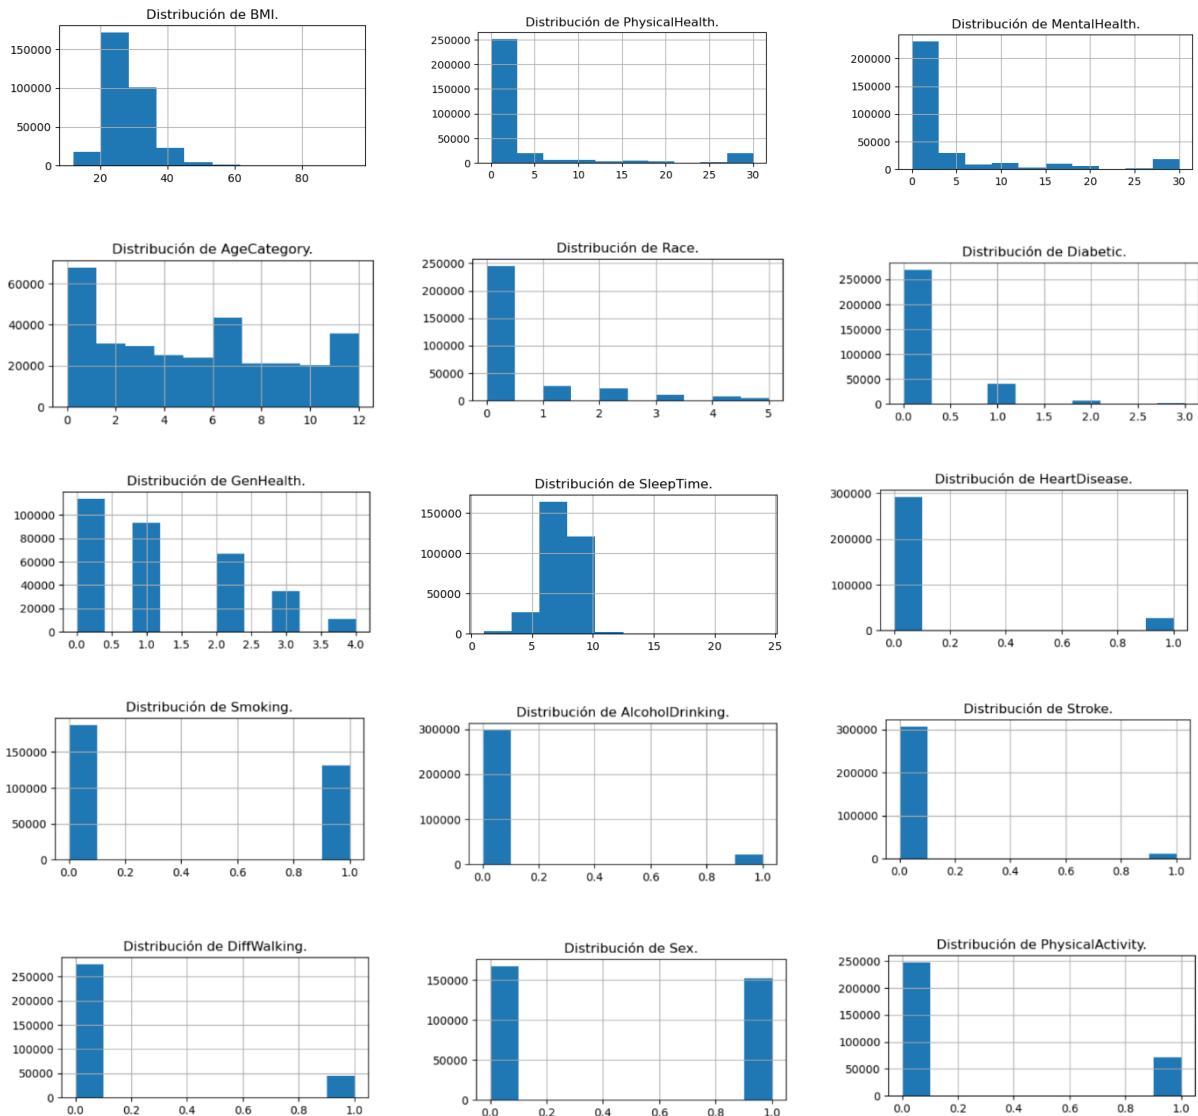 Distribución de BMI.
150000
100000
50000
0
20 40 60 80
Distribución de PhysicalHealth.
250000
200000
150000
100000
50000
0
0 5 10 15 20 25 30
Distribución de MentalHealth.
200000
150000
100000
50000
0
0 5 10 15 20 25 30
Distribución de AgeCategory.
60000
40000
20000
0
0 2 4 6 8 10 12
Distribución de Race.
250000
200000
150000
100000
50000
0
0 1 2 3 4 5
Distribución de Diabetic.
250000
200000
150000
100000
50000
0
0.0 0.5 1.0 1.5 2.0 2.5 3.0
Distribución de GenHealth.
100000
80000
60000
40000
20000
0
0.0 0.5 1.0 1.5 2.0 2.5 3.0 3.5 4.0
Distribución de SleepTime.
150000
100000
50000
0
0 5 10 15 20 25
Distribución de HeartDisease.
300000
200000
100000
0
0.0 0.2 0.4 0.6 0.8 1.0
Distribución de Smoking.
150000
100000
50000
0
0.0 0.2 0.4 0.6 0.8 1.0
Distribución de AlcoholDrinking.
300000
200000
100000
0
0.0 0.2 0.4 0.6 0.8 1.0
Distribución de Stroke.
300000
200000
100000
0
0.0 0.2 0.4 0.6 0.8 1.0
Distribución de DiffWalking.
250000
200000
150000
100000
50000
0
0.0 0.2 0.4 0.6 0.8 1.0
Distribución de Sex.
150000
100000
50000
0
0.0 0.2 0.4 0.6 0.8 1.0
Distribución de PhysicalActivity.
250000
200000
150000
100000
50000
0
0.0 0.2 0.4 0.6 0.8 1.0